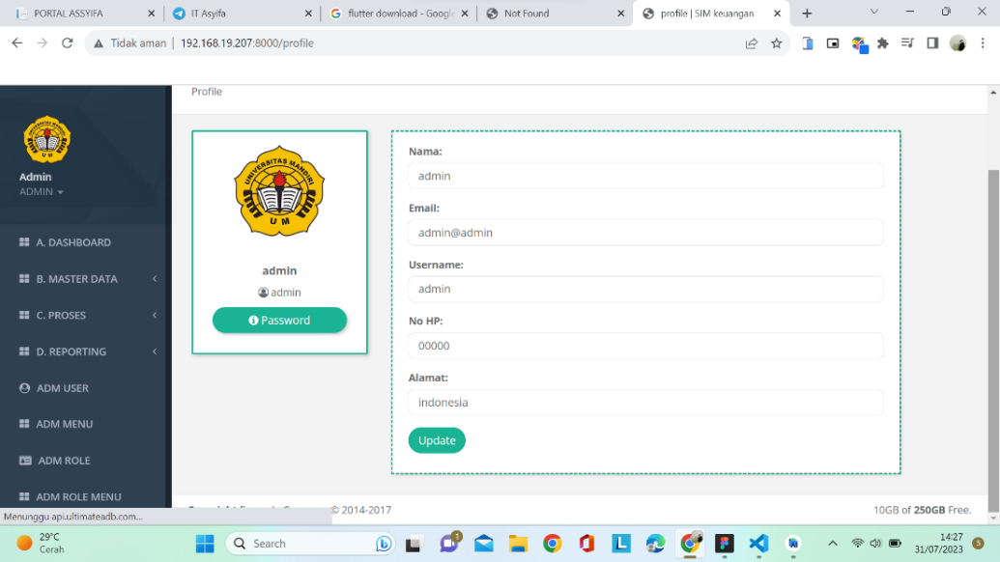 PORTAL ASSYIFA
IT Asyifa
flutter download - Google
Not Found
profile | SIM keuangan
Tidak aman
192.168.19.207:8000/profile
Profile
Admin
ADMIN
A. DASHBOARD
B. MASTER DATA
C. PROSES
D. REPORTING
ADM USER
ADM MENU
ADM ROLE
ADM ROLE MENU
UNIVERSITAS MANDIRI
U M
admin
admin
Password
Nama:
admin
Email:
admin@admin
Username:
admin
No HP:
00000
Alamat:
indonesia
Update
© 2014-2017
10GB of 250GB Free.
Menunggu api.ultimateadb.com...
29°C
Cerah
Search
1
14:27
31/07/2023
5